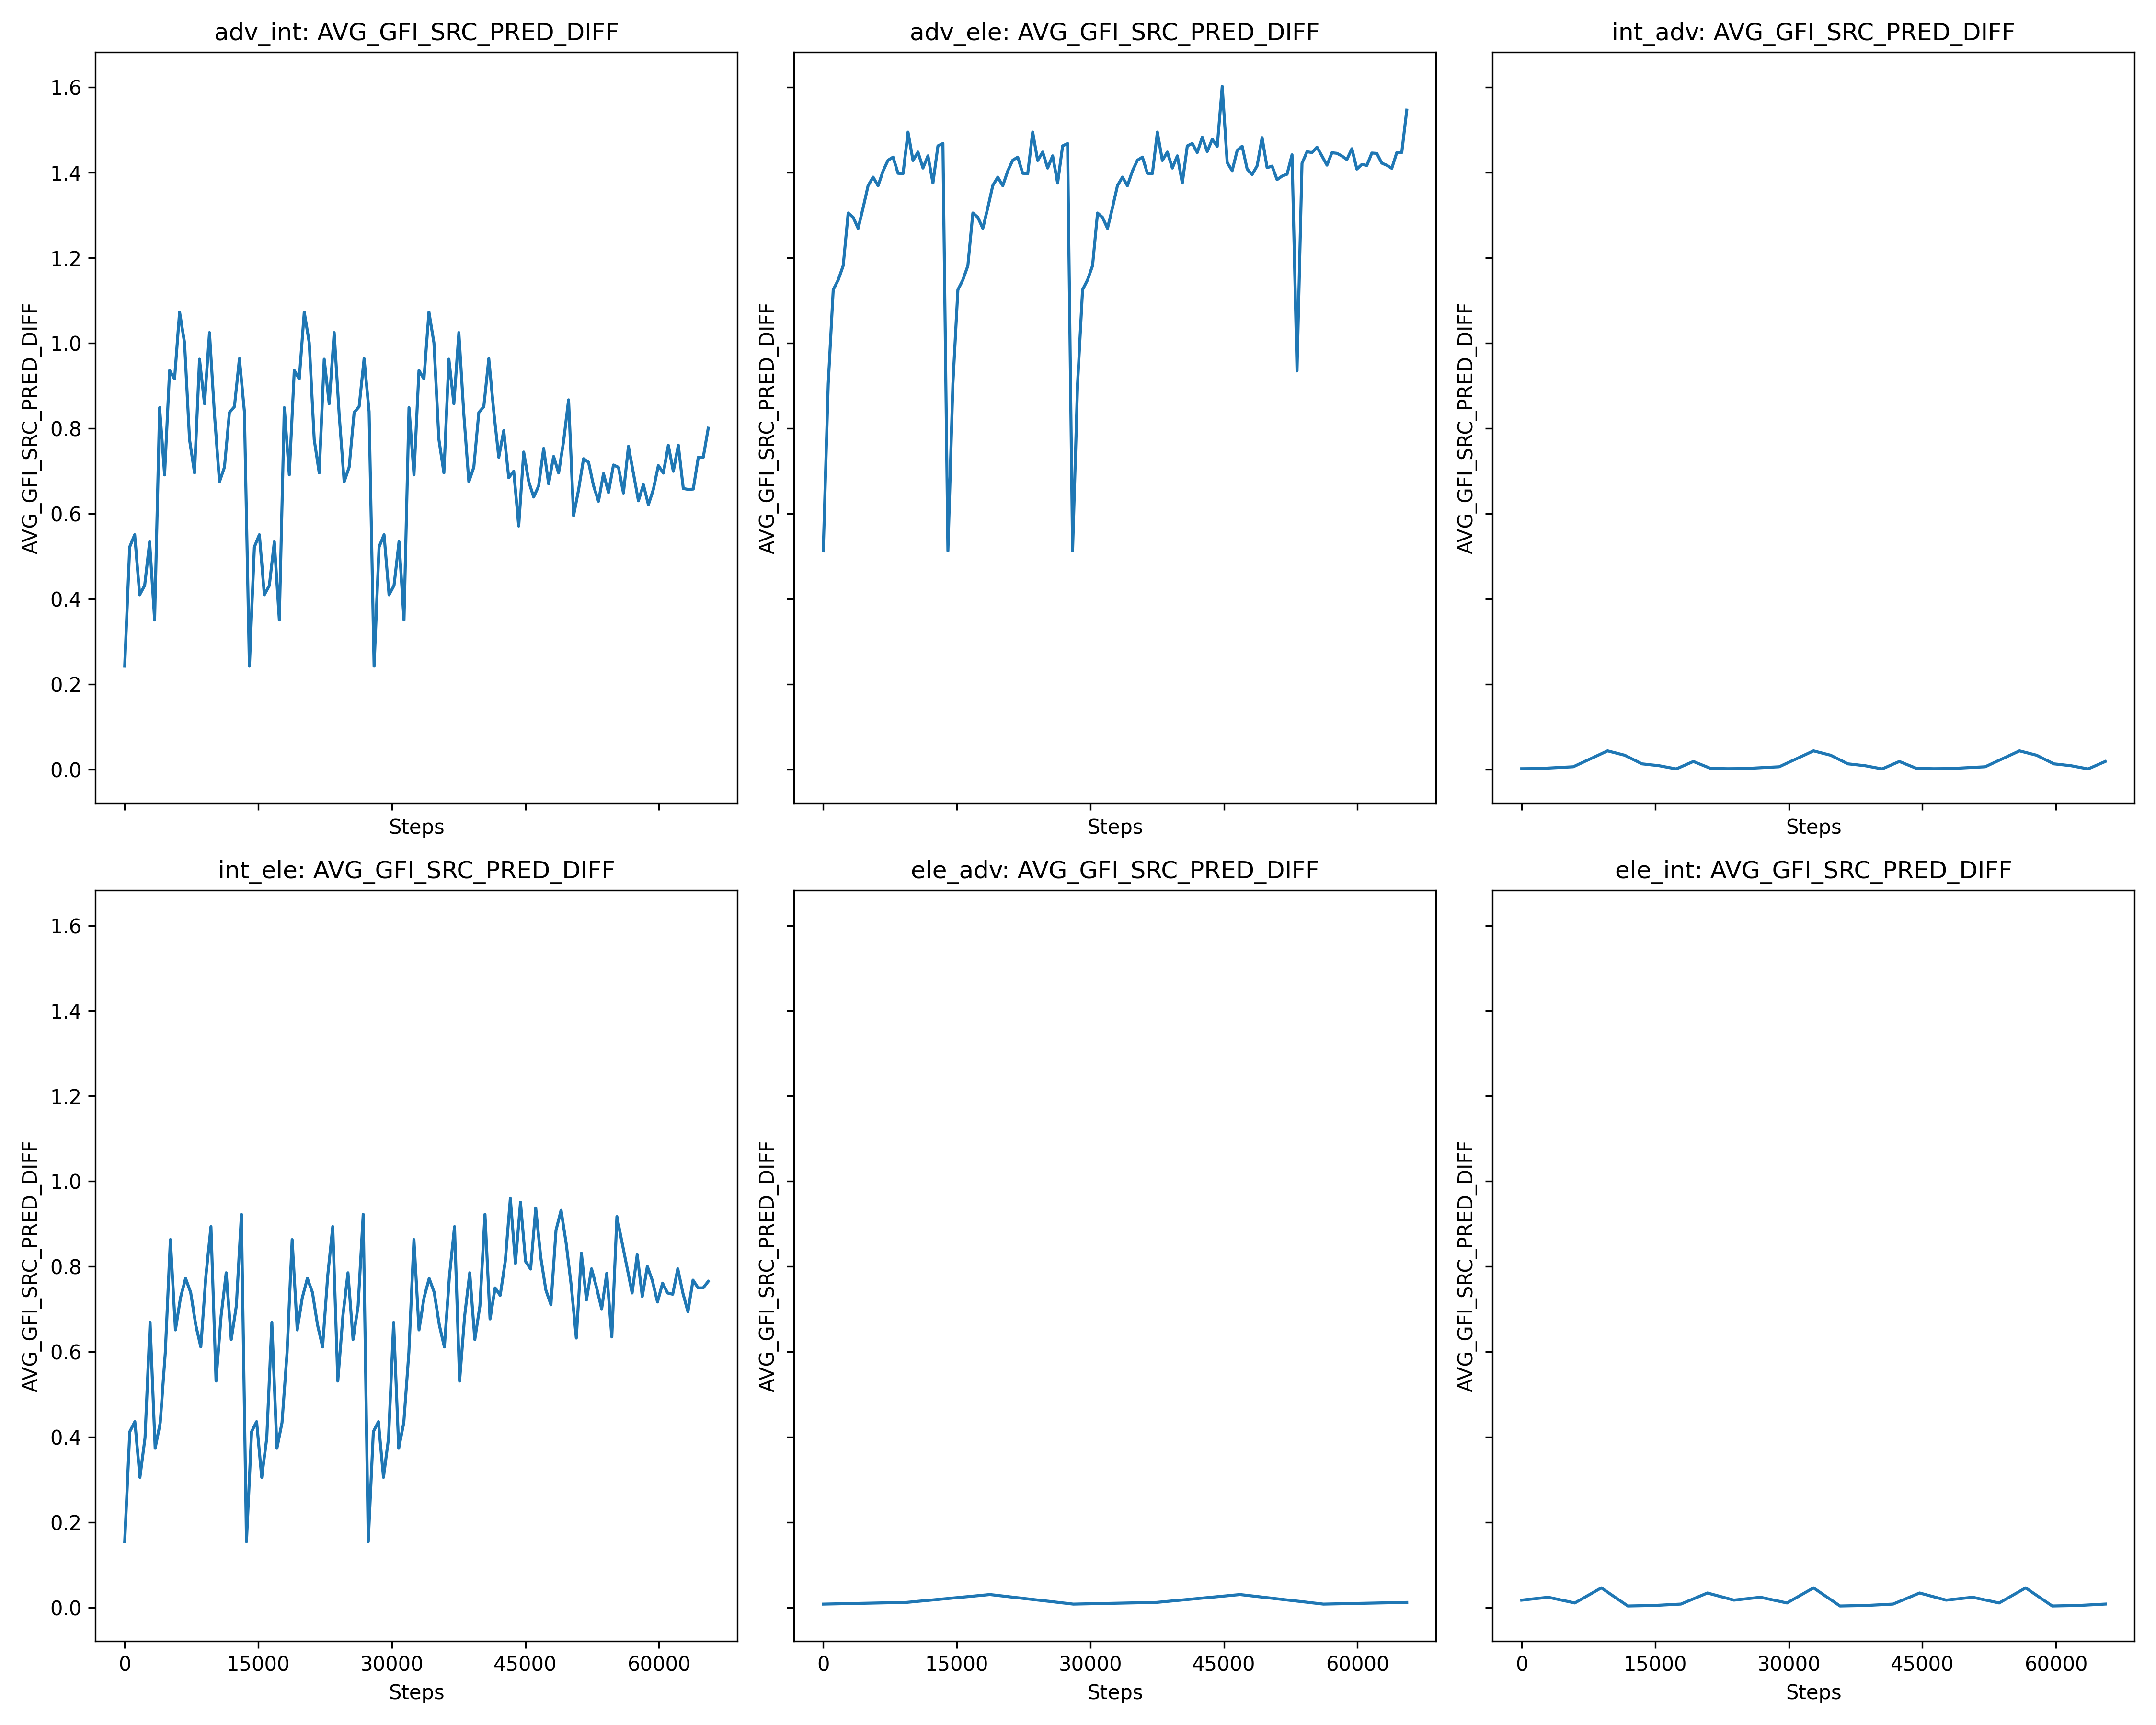 adv_int: AVG_GFI_SRC_PRED_DIFF
adv_ele: AVG_GFI_SRC_PRED_DIFF
int_adv: AVG_GFI_SRC_PRED_DIFF
AVG_GFI_SRC_PRED_DIFF
1.6
1.4
1.2
1.0
0.8
0.6
0.4
0.2
0.0
AVG_GFI_SRC_PRED_DIFF
AVG_GFI_SRC_PRED_DIFF
Steps
Steps
Steps
int_ele: AVG_GFI_SRC_PRED_DIFF
ele_adv: AVG_GFI_SRC_PRED_DIFF
ele_int: AVG_GFI_SRC_PRED_DIFF
AVG_GFI_SRC_PRED_DIFF
1.6
1.4
1.2
1.0
0.8
0.6
0.4
0.2
0.0
AVG_GFI_SRC_PRED_DIFF
AVG_GFI_SRC_PRED_DIFF
0 15000 30000 45000 60000
0 15000 30000 45000 60000
0 15000 30000 45000 60000
Steps
Steps
Steps